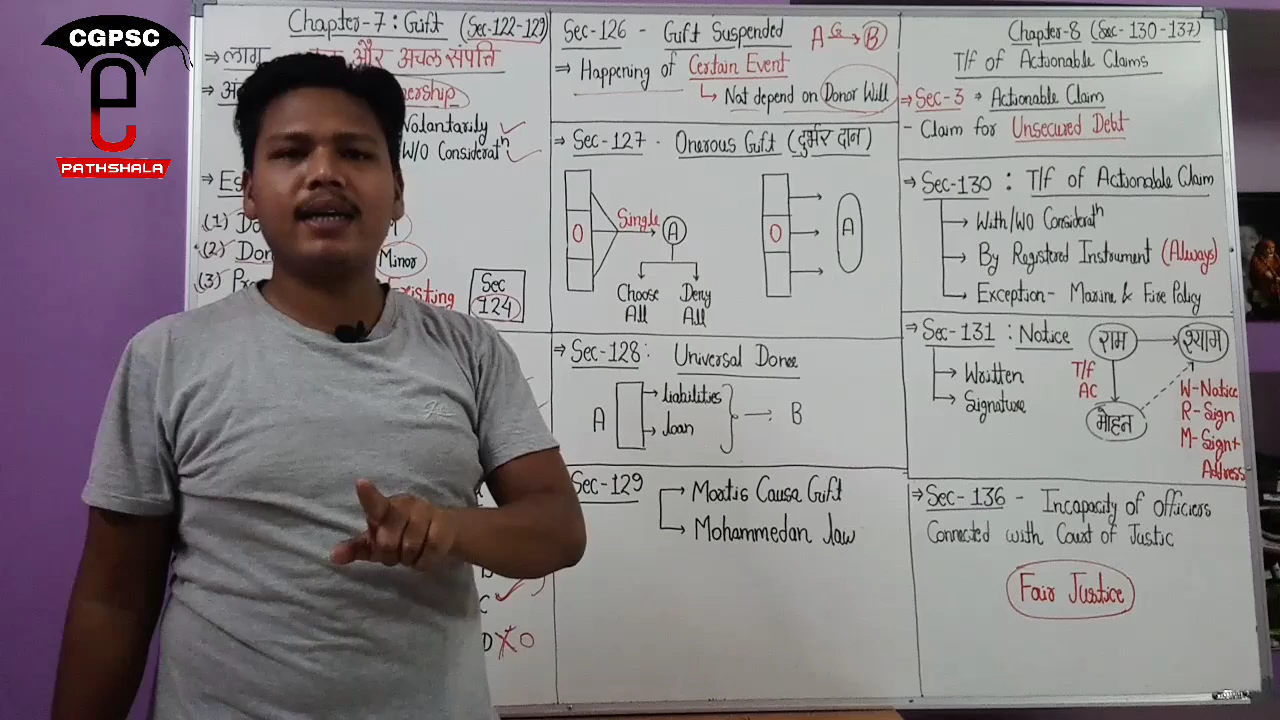 CGPSC
PATHSHALA
Chapter-7: Gift (Sec-122-129)
⇒ लागू और अचल संपत्ति
Volantarily ✓
W/O Consideratⁿ ✓
(1)
(2) Minor
(3) Existing
Sec
124
C ✓
D X O
Sec-126 - Gift Suspended A G→ B
⇒ Happening of Certain Event
↳ Not depend on Donor Will
⇒ Sec-127 - Onerous Gift (दुर्भर दान)
O Single → A
Choose All
Deny All
O A
⇒ Sec-128: Universal Donee
A → liabilities
→ loan
→ B
Sec-129 → Mortis Causa Gift
→ Mohammedan law
Chapter-8 (Sec-130-137)
T/f of Actionable Claims
⇒ Sec-3 → Actionable Claim
- Claim for Unsecured Debt
⇒ Sec-130 : T/f of Actionable Claim
→ With/WO Consideratʰ
→ By Registered Instrument (Always)
→ Exception- Marine & Fire Policy
⇒ Sec-131 : Notice
→ Written
→ Signature
राम → श्याम
T/f
AC
मोहन
W-Notice
R-Sign
M-Sign+
Address
⇒ Sec-136 - Incapacity of officiers
Connected with Court of Justic
Fair Justice